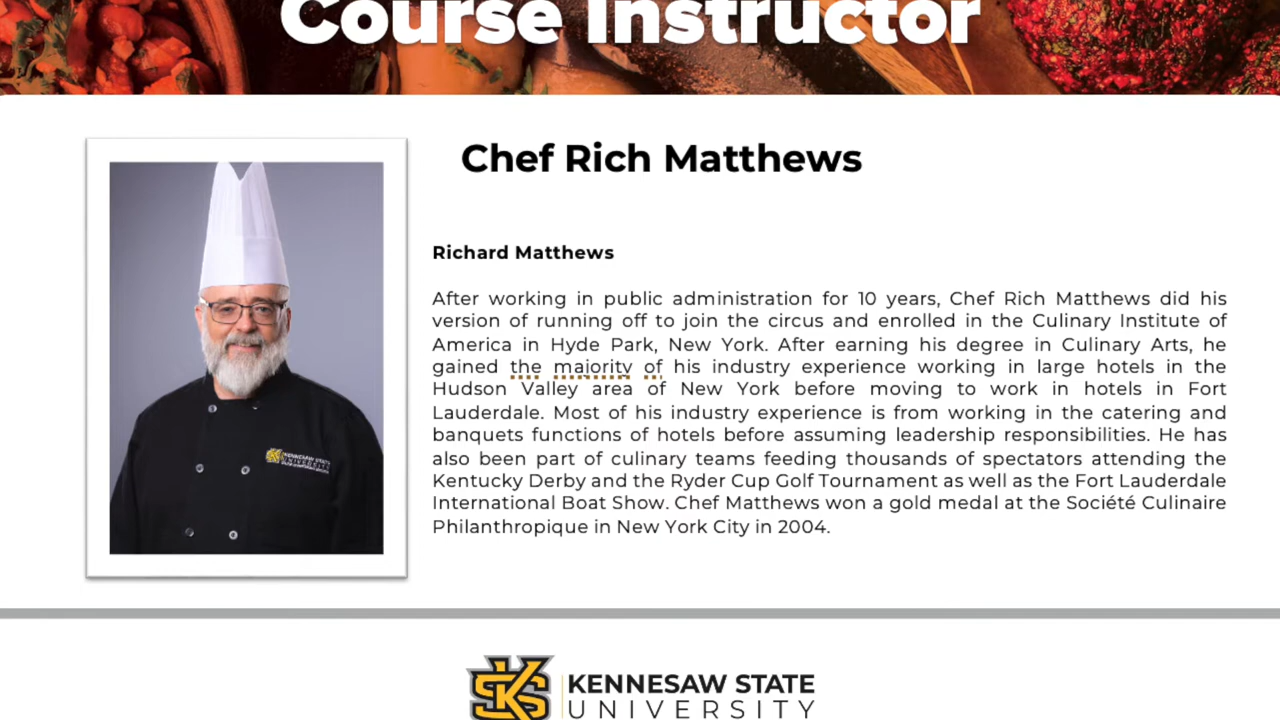 Course Instructor
Chef Rich Matthews
Richard Matthews
After working in public administration for 10 years, Chef Rich Matthews did his
version of running off to join the circus and enrolled in the Culinary Institute of
America in Hyde Park, New York. After earning his degree in Culinary Arts, he
gained the majority of his industry experience working in large hotels in the
Hudson Valley area of New York before moving to work in hotels in Fort
Lauderdale. Most of his industry experience is from working in the catering and
banquets functions of hotels before assuming leadership responsibilities. He has
also been part of culinary teams feeding thousands of spectators attending the
Kentucky Derby and the Ryder Cup Golf Tournament as well as the Fort Lauderdale
International Boat Show. Chef Matthews won a gold medal at the Société Culinaire
Philanthropique in New York City in 2004.
KENNESAW STATE
UNIVERSITY
KS
KENNESAW STATE
UNIVERSITY